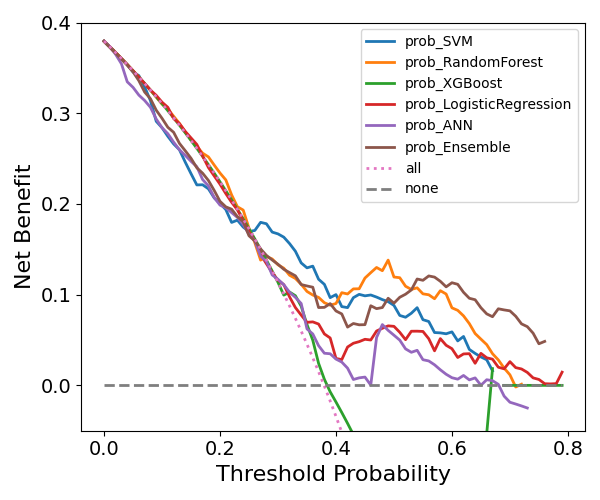 0.4
0.3
0.2
0.1
0.0
Net Benefit
prob_SVM
prob_RandomForest
prob_XGBoost
prob_LogisticRegression
prob_ANN
prob_Ensemble
all
none
0.0 0.2 0.4 0.6 0.8
Threshold Probability